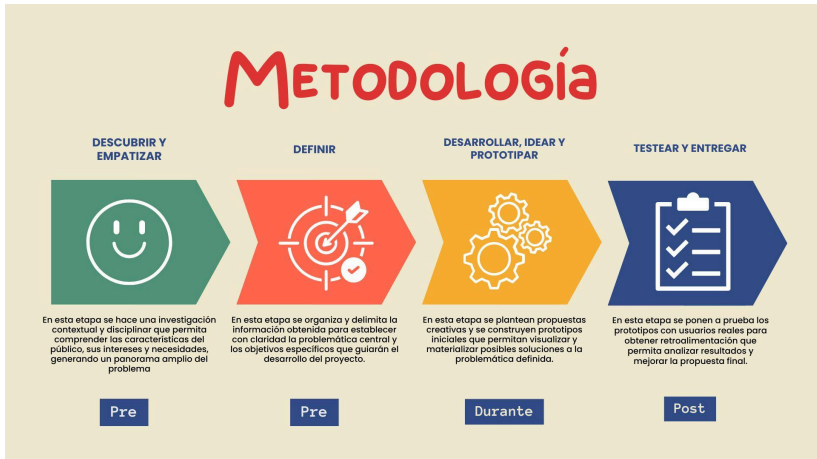 METODOLOGÍA
DESCUBRIR Y
EMPATIZAR
En esta etapa se hace una investigación
contextual y disciplinar que permita
comprender las características del
público, sus intereses y necesidades,
generando un panorama amplio del
problema
Pre
DEFINIR
En esta etapa se organiza y delimita la
información obtenida para establecer
con claridad la problemática central y
los objetivos específicos que guiarán el
desarrollo del proyecto.
Pre
DESARROLLAR, IDEAR Y
PROTOTIPAR
En esta etapa se plantean propuestas
creativas y se construyen prototipos
iniciales que permitan visualizar y
materializar posibles soluciones a la
problemática definida.
Durante
TESTEAR Y ENTREGAR
En esta etapa se ponen a prueba los
prototipos con usuarios reales para
obtener retroalimentación que
permita analizar resultados y
mejorar la propuesta final.
Post